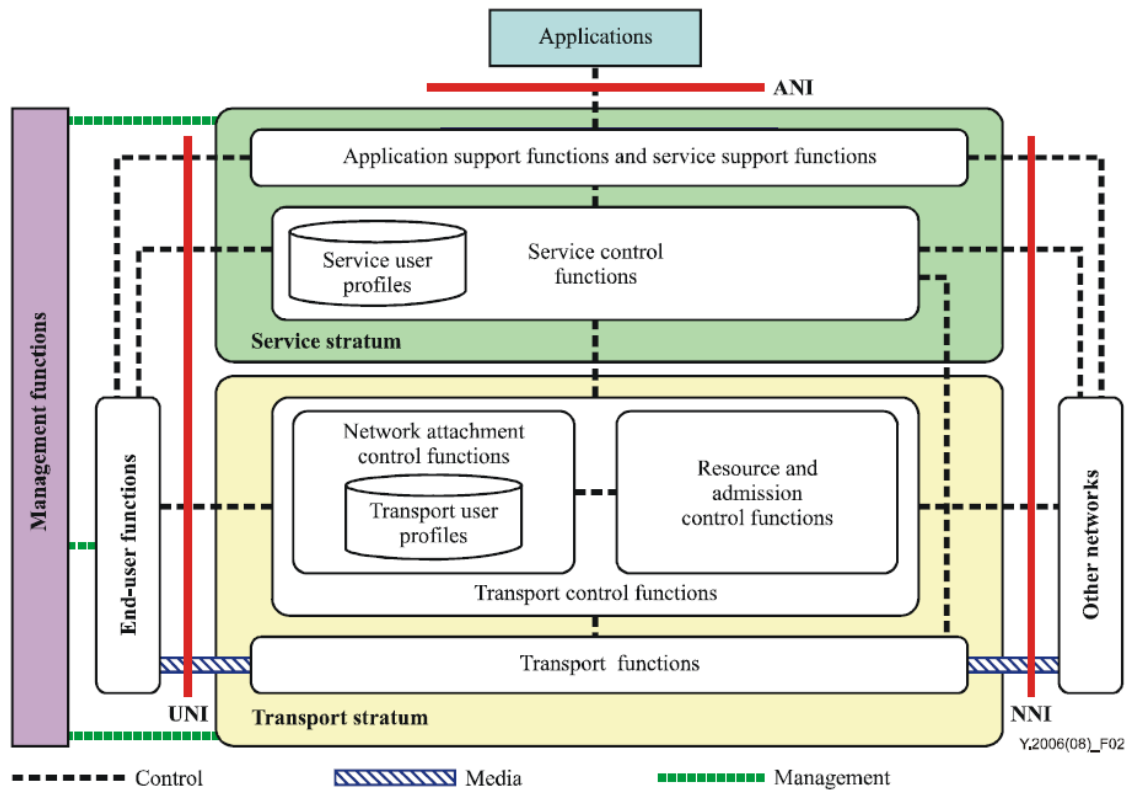 Applications
ANI
Application support functions and service support functions
Service user
profiles
Service control
functions
Service stratum
Management functions
End-user functions
Network attachment
control functions
Transport user
profiles
Resource and
admission
control functions
Transport control functions
Other networks
Transport functions
UNI
Transport stratum
NNI
Y.2006(08)_F02
Control
Media
Management